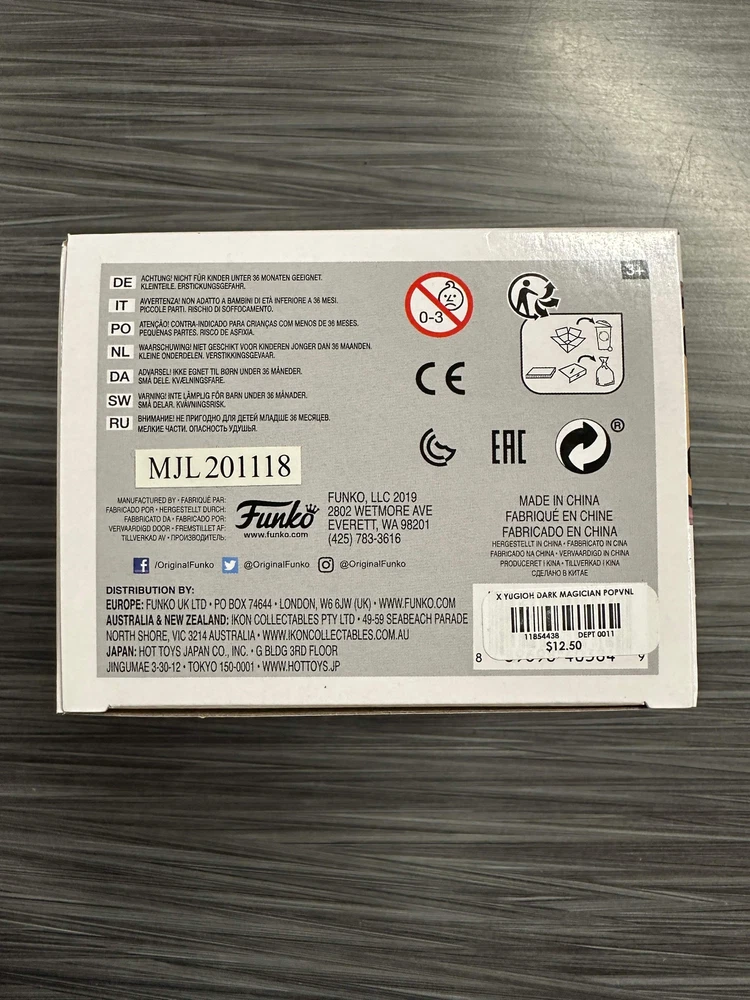 3+
DE ACHTUNG! NICHT FÜR KINDER UNTER 36 MONATEN GEEIGNET.
KLEINTEILE. ERSTICKUNGSGEFAHR.
IT AVVERTENZA! NON ADATTO A BAMBINI DI ETÀ INFERIORE A 36 MESI.
PICCOLE PARTI. RISCHIO DI SOFFOCAMENTO.
PO ATENÇÃO! CONTRA-INDICADO PARA CRIANÇAS COM MENOS DE 36 MESES.
PEQUENAS PARTES. RISCO DE ASFIXIA.
NL WAARSCHUWING! NIET GESCHIKT VOOR KINDEREN JONGER DAN 36 MAANDEN.
KLEINE ONDERDELEN. VERSTIKKINGSGEVAAR.
DA ADVARSEL! IKKE EGNET TIL BØRN UNDER 36 MÅNEDER.
SMÅ DELE. KVÆLNINGSFARE.
SW VARNING! INTE LÄMPLIG FÖR BARN UNDER 36 MÅNADER.
SMÅ DELAR. KVÄVNINGSRISK.
RU ВНИМАНИЕ! НЕ ПРИГОДНО ДЛЯ ДЕТЕЙ МЛАДШЕ 36 МЕСЯЦЕВ.
МЕЛКИЕ ЧАСТИ. ОПАСНОСТЬ УДУШЬЯ.
0-3
CE
EAC
®
MJL 201118
MANUFACTURED BY • FABRIQUÉ PAR:
FABRICADO POR • HERGESTELLT DURCH:
FABBRICATO DA • FABRICADO POR:
VERVAARDIGD DOOR • FREMSTILLET AF:
TILLVERKAD AV • ПРОИЗВОДИТЕЛЬ:
Funko
www.funko.com
FUNKO, LLC 2019
2802 WETMORE AVE
EVERETT, WA 98201
(425) 783-3616
MADE IN CHINA
FABRIQUÉ EN CHINE
FABRICADO EN CHINA
HERGESTELLT IN CHINA • FABBRICATO IN CINA
FABRICADO NA CHINA • VERVAARDIGD IN CHINA
PRODUCERET I KINA • TILLVERKAD I KINA
СДЕЛАНО В КИТАЕ
/OriginalFunko @OriginalFunko @OriginalFunko
DISTRIBUTION BY:
EUROPE: FUNKO UK LTD • PO BOX 74644 • LONDON, W6 6JW (UK) • WWW.FUNKO.COM
AUSTRALIA & NEW ZEALAND: IKON COLLECTABLES PTY LTD • 49-59 SEABEACH PARADE
NORTH SHORE, VIC 3214 AUSTRALIA • WWW.IKONCOLLECTABLES.COM.AU
JAPAN: HOT TOYS JAPAN CO., INC. • G BLDG 3RD FLOOR
JINGUMAE 3-30-12 • TOKYO 150-0001 • WWW.HOTTOYS.JP
X YUGIOH DARK MAGICIAN POPVNL
11854438 DEPT 0011
$12.50
8 9